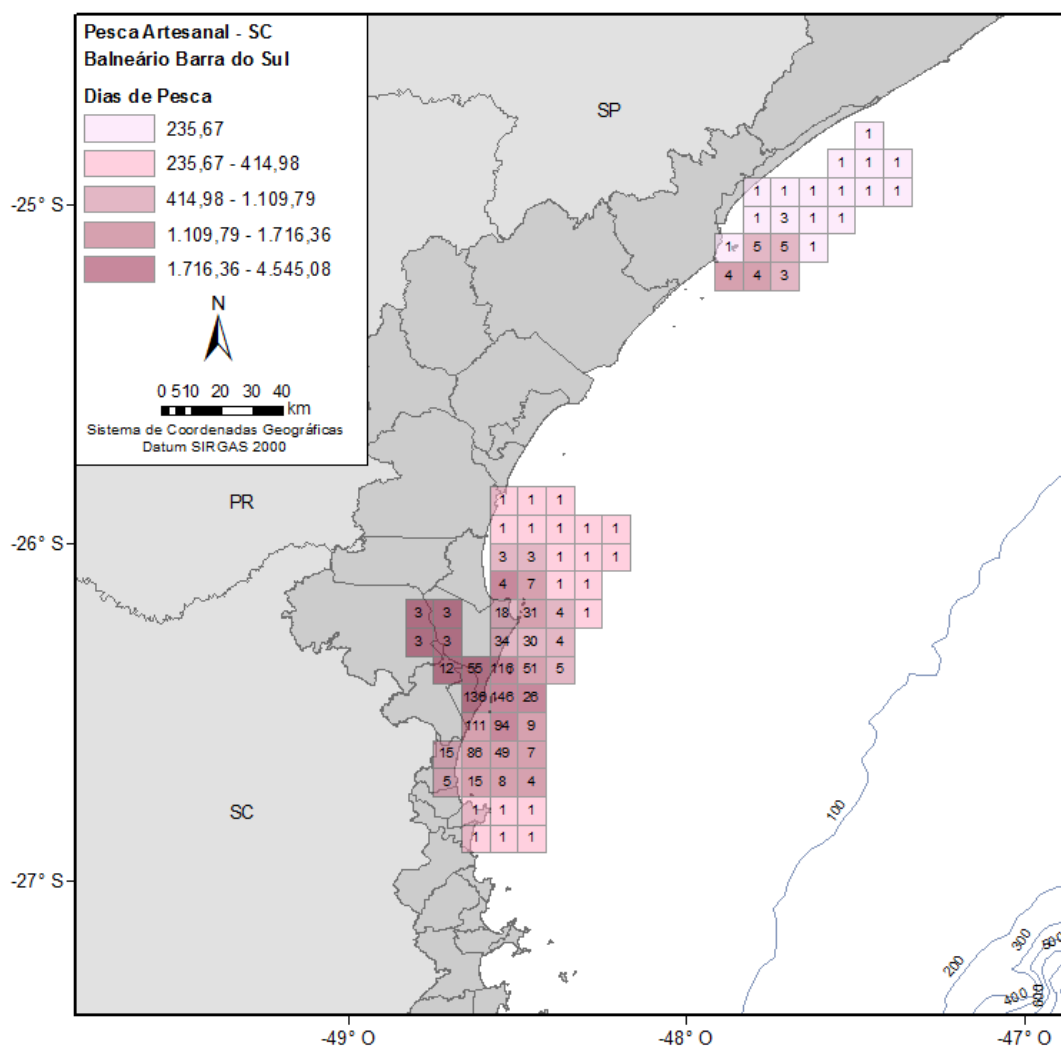 Pesca Artesanal - SC
Balneário Barra do Sul
Dias de Pesca
235,67
235,67 - 414,98
414,98 - 1.109,79
1.109,79 - 1.716,36
1.716,36 - 4.545,08
N
0 5 10 20 30 40
km
Sistema de Coordenadas Geográficas
Datum SIRGAS 2000
SP
1
1 1 1
-25° S
1 1 1 1 1 1
1 3 1 1
1 5 5 1
4 4 3
PR
1 1 1
1 1 1 1 1
-26° S
3 3 1 1 1
4 7 1 1
3 3 18 31 4 1
3 3 34 30 4
12 55 116 51 5
136 146 26
111 94 9
15 86 49 7
5 15 8 4
SC
1 1 1
100
1 1 1
-27° S
200
300
400
-49° O
-48° O
-47° O